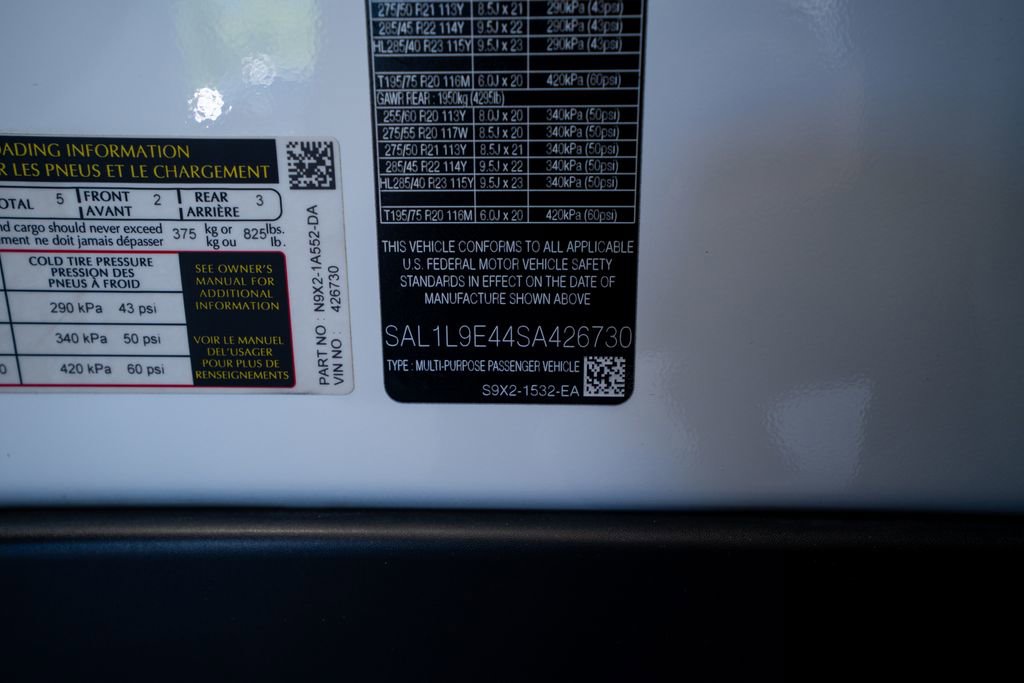 OADING INFORMATION
R LES PNEUS ET LE CHARGEMENT
OTAL 5 FRONT AVANT 2 REAR ARRIÈRE 3
nd cargo should never exceed 375 kg or 825 lbs.
ment ne doit jamais dépasser kg ou lb.
COLD TIRE PRESSURE
PRESSION DES
PNEUS À FROID
290 kPa 43 psi
340 kPa 50 psi
0 420 kPa 60 psi
SEE OWNER'S
MANUAL FOR
ADDITIONAL
INFORMATION
VOIR LE MANUEL
DEL'USAGER
POUR PLUS DE
RENSEIGNEMENTS
PART NO : N9X2-1A552-DA
VIN NO : 426730
275/50 R21 113Y 8.5J x 21 290kPa (43psi)
285/45 R22 114Y 9.5J x 22 290kPa (43psi)
HL285/40 R23 115Y 9.5J x 23 290kPa (43psi)
T195/75 R20 116M 6.0J x 20 420kPa (60psi)
GAWR REAR : 1950kg (4295lb)
255/60 R20 113Y 8.0J x 20 340kPa (50psi)
275/55 R20 117W 8.5J x 20 340kPa (50psi)
275/50 R21 113Y 8.5J x 21 340kPa (50psi)
285/45 R22 114Y 9.5J x 22 340kPa (50psi)
HL285/40 R23 115Y 9.5J x 23 340kPa (50psi)
T195/75 R20 116M 6.0J x 20 420kPa (60psi)
THIS VEHICLE CONFORMS TO ALL APPLICABLE
U.S. FEDERAL MOTOR VEHICLE SAFETY
STANDARDS IN EFFECT ON THE DATE OF
MANUFACTURE SHOWN ABOVE
SAL1L9E44SA426730
TYPE : MULTI-PURPOSE PASSENGER VEHICLE
S9X2-1532-EA